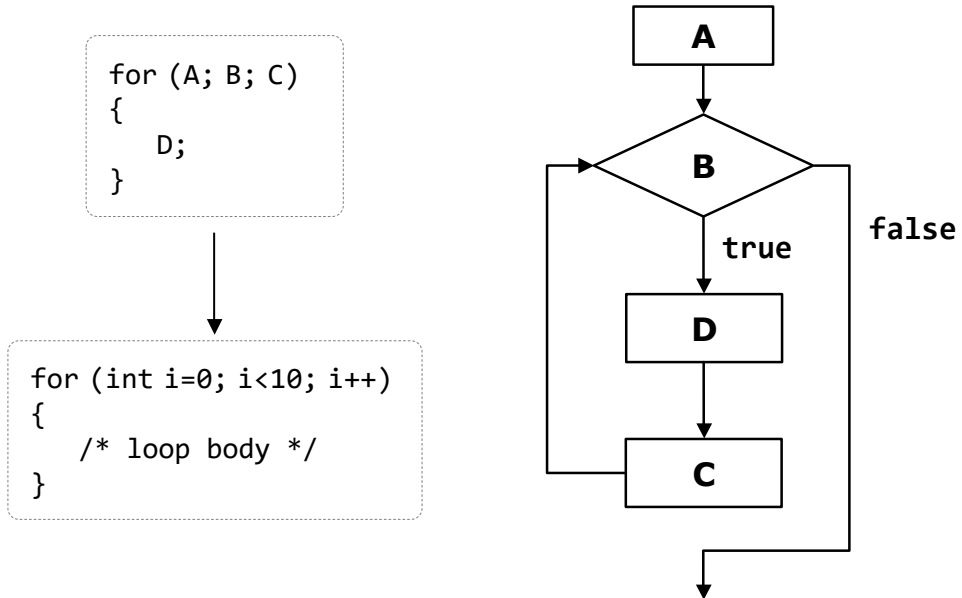 for (A; B; C)
{
   D;
}
for (int i=0; i<10; i++)
{
   /* loop body */
}
A
B
true
false
D
C